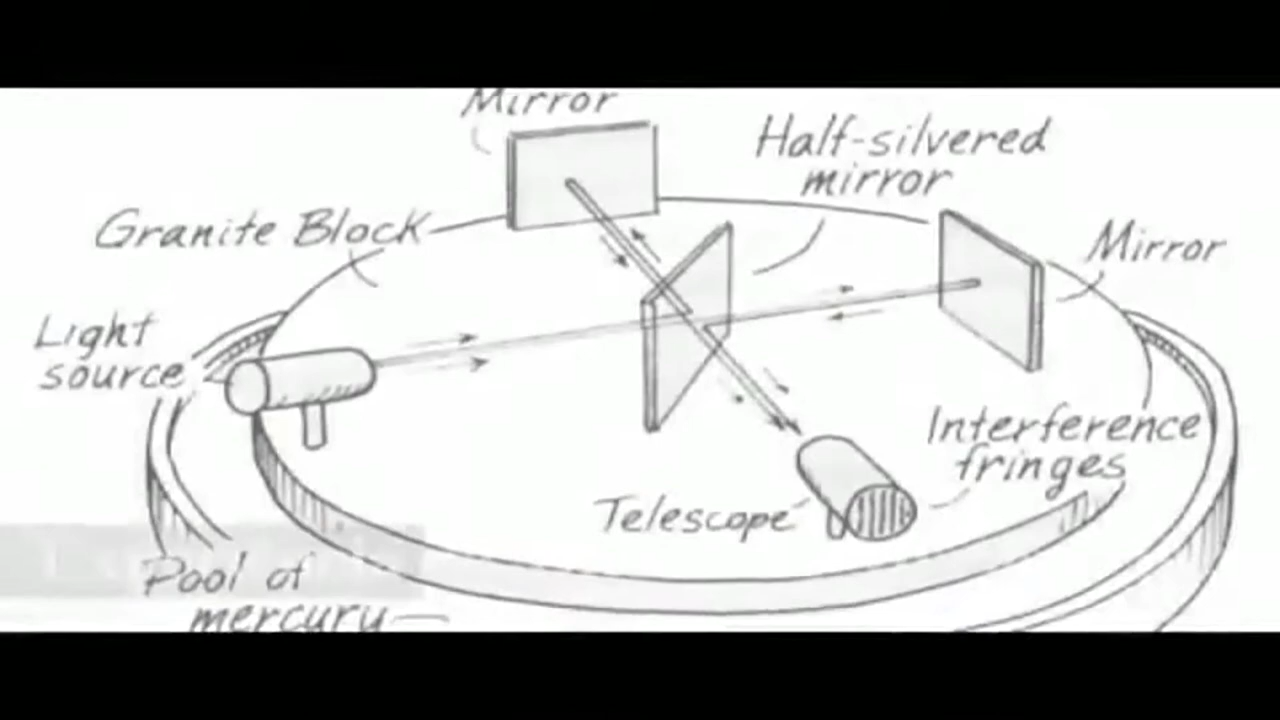 Mirror
Half-silvered
mirror
Granite Block
Mirror
Light
source
Interference
fringes
Telescope
Pool of
mercury